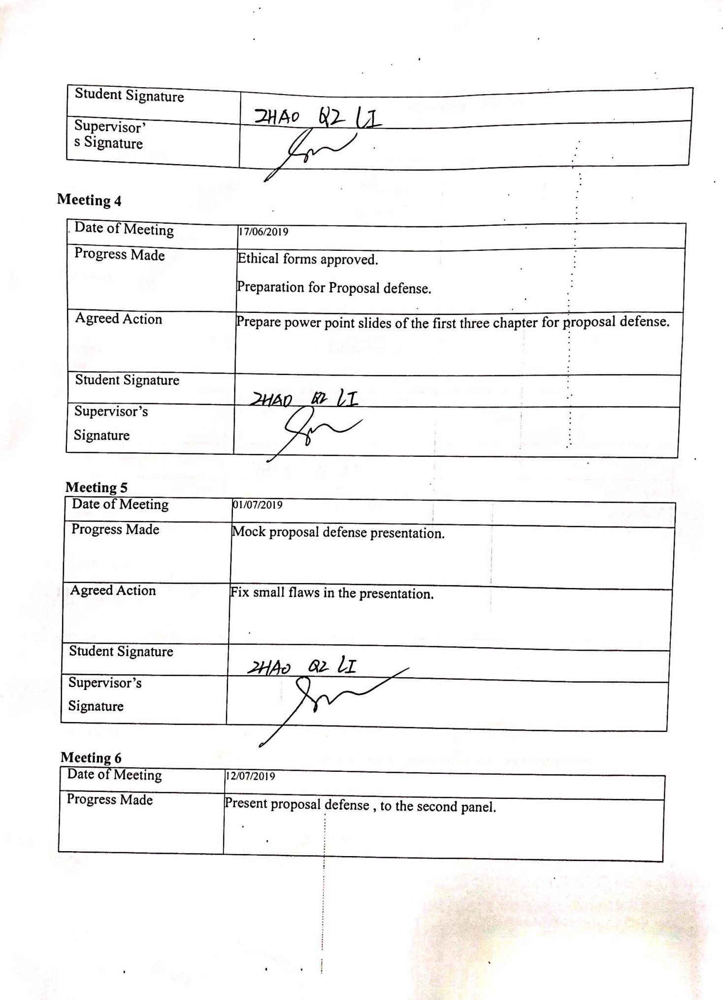 Student Signature
ZHAO QZ LI
Supervisor’
s Signature
Meeting 4
Date of Meeting
17/06/2019
Progress Made
Ethical forms approved.
Preparation for Proposal defense.
Agreed Action
Prepare power point slides of the first three chapter for proposal defense.
Student Signature
ZHAO QZ LI
Supervisor’s
Signature
Meeting 5
Date of Meeting
01/07/2019
Progress Made
Mock proposal defense presentation.
Agreed Action
Fix small flaws in the presentation.
Student Signature
ZHAO QZ LI
Supervisor’s
Signature
Meeting 6
Date of Meeting
12/07/2019
Progress Made
Present proposal defense , to the second panel.